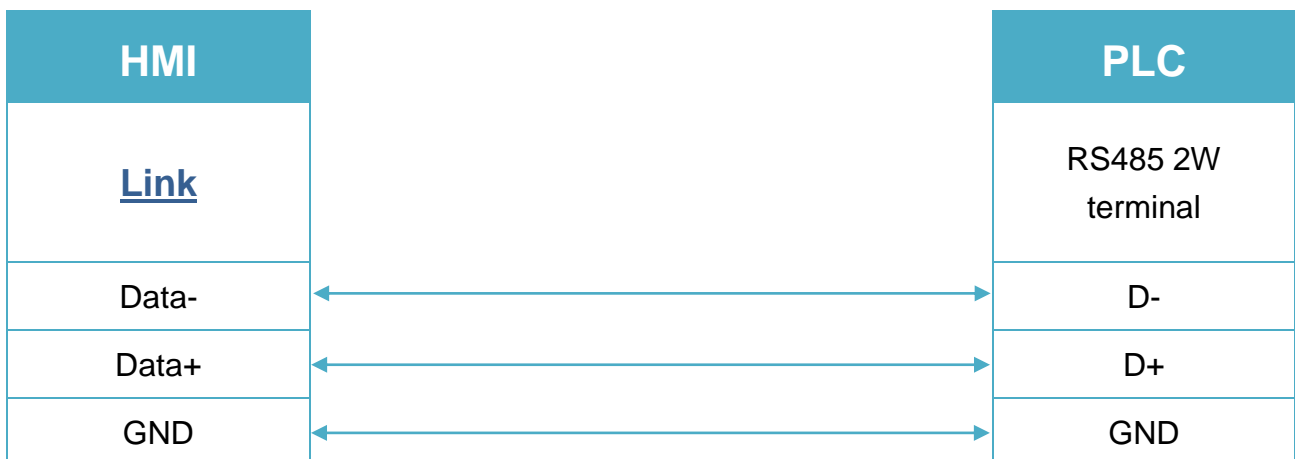 HMI
PLC
Link
RS485 2W
terminal
Data-
D-
Data+
D+
GND
GND